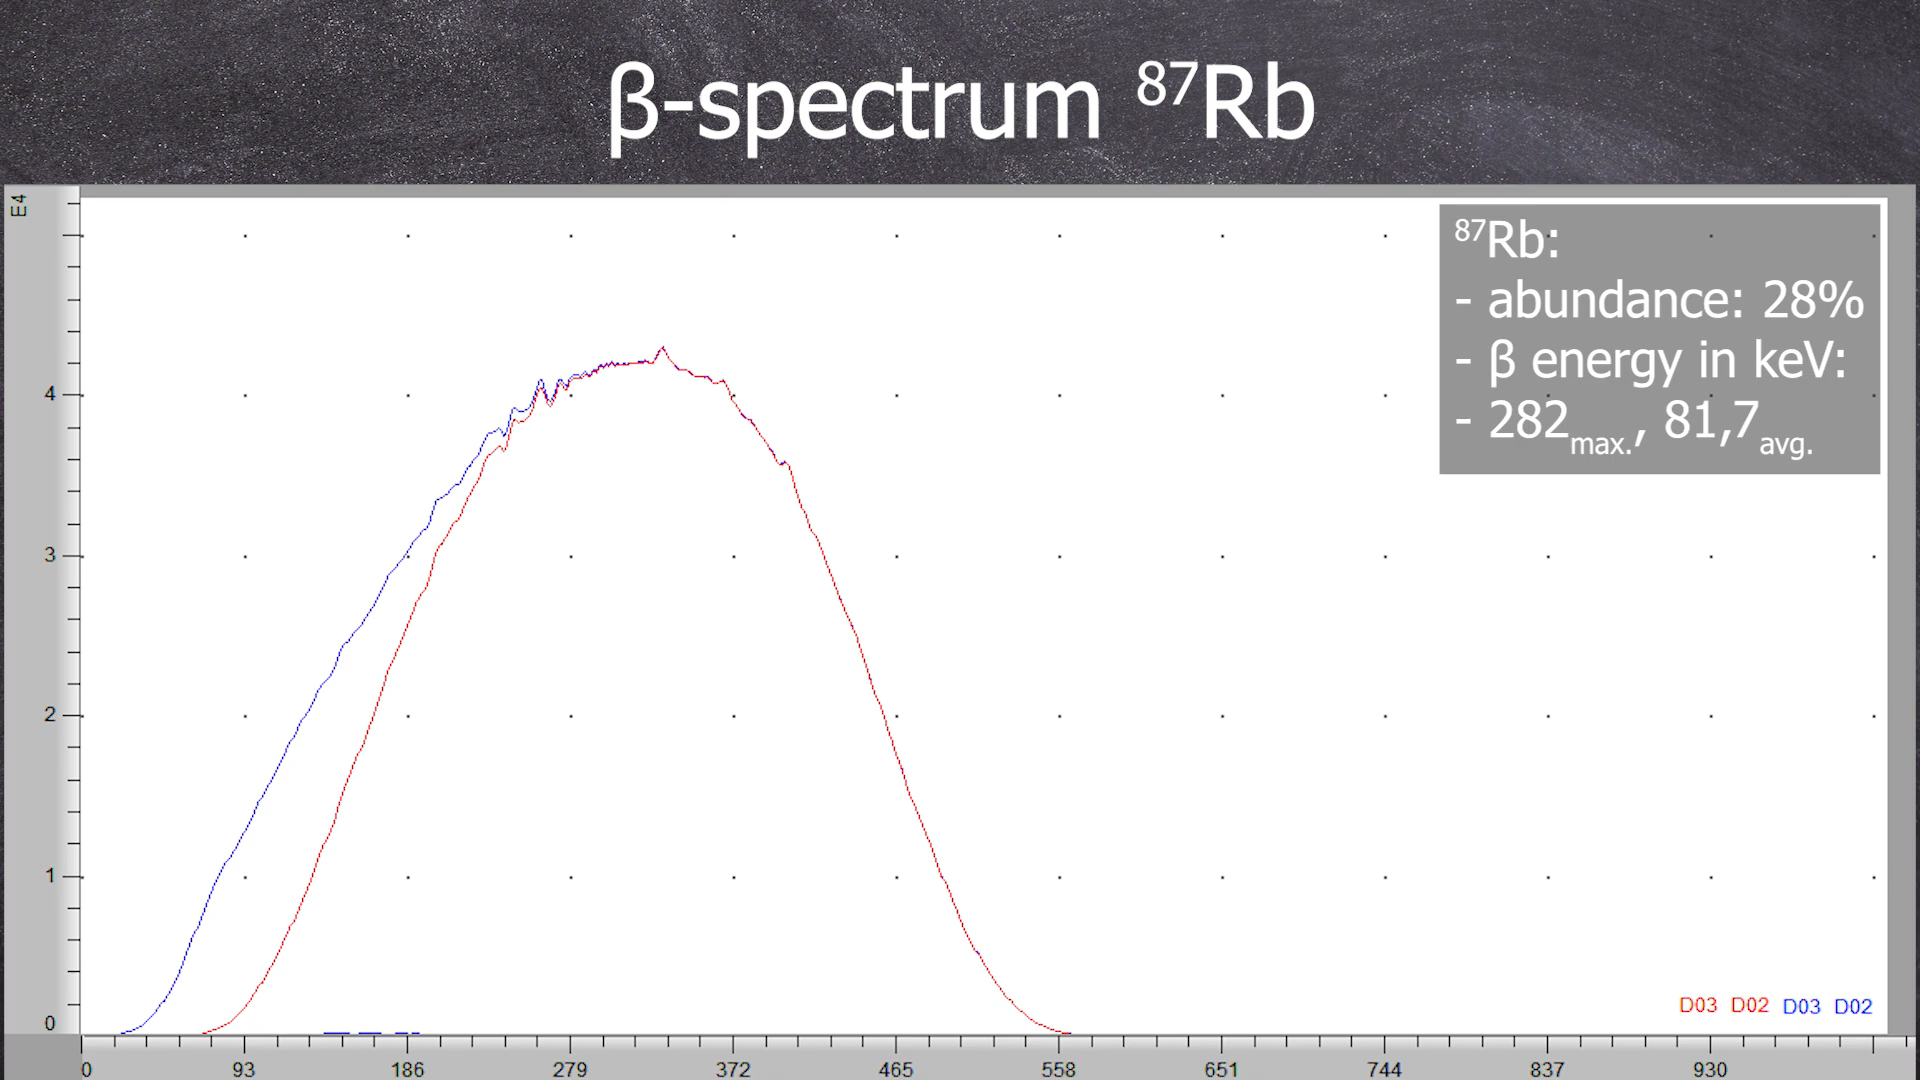 β-spectrum ⁸⁷Rb
E4
⁸⁷Rb:
- abundance: 28%
- β energy in keV:
- 282max., 81,7avg.
4
3
2
1
0
D03 D02 D03 D02
0 93 186 279 372 465 558 651 744 837 930